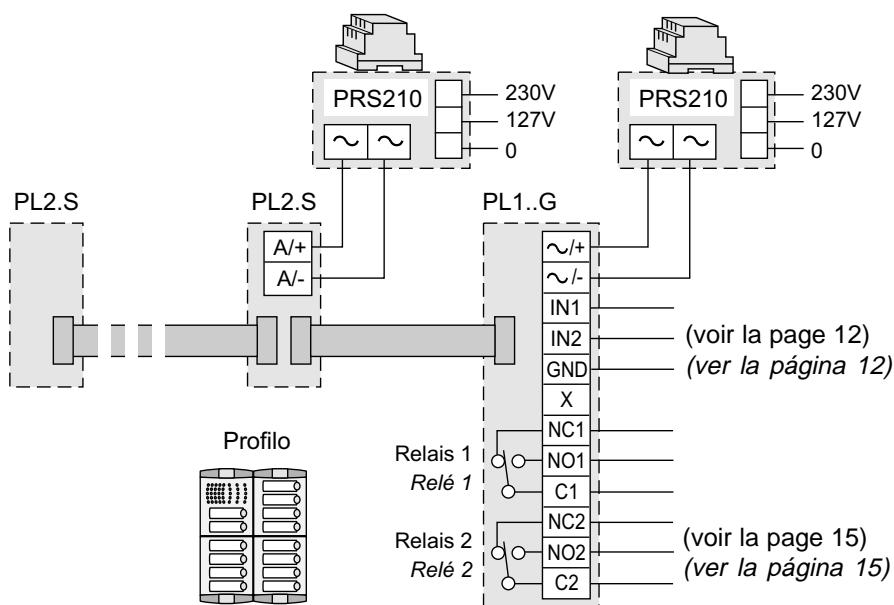 PRS210
230V
127V
0
PRS210
230V
127V
0
PL2.S
PL2.S
PL1..G
A/+
A/-
~/+
~/-
IN1
IN2
GND
X
NC1
NO1
C1
NC2
NO2
C2
(voir la page 12)
(ver la página 12)
Profilo
Relais 1
Relé 1
Relais 2
Relé 2
(voir la page 15)
(ver la página 15)